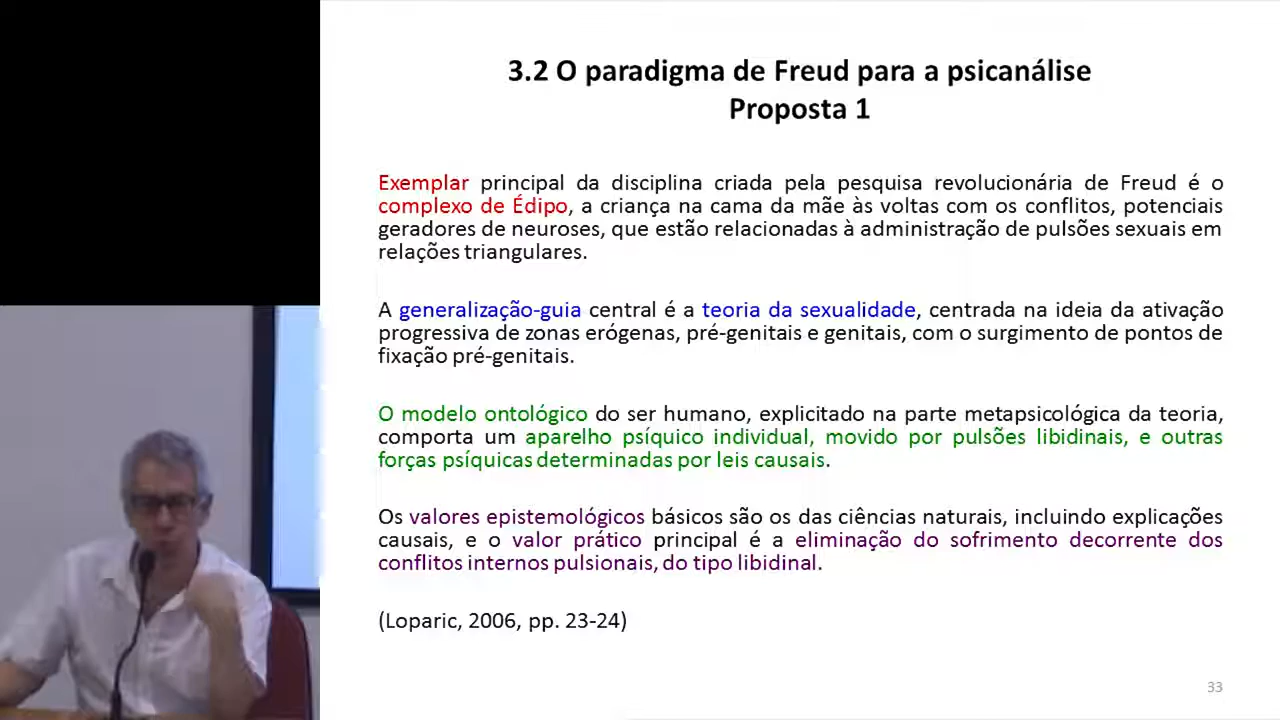 3.2 O paradigma de Freud para a psicanálise
Proposta 1
Exemplar principal da disciplina criada pela pesquisa revolucionária de Freud é o
complexo de Édipo, a criança na cama da mãe às voltas com os conflitos, potenciais
geradores de neuroses, que estão relacionadas à administração de pulsões sexuais em
relações triangulares.
A generalização-guia central é a teoria da sexualidade, centrada na ideia da ativação
progressiva de zonas erógenas, pré-genitais e genitais, com o surgimento de pontos de
fixação pré-genitais.
O modelo ontológico do ser humano, explicitado na parte metapsicológica da teoria,
comporta um aparelho psíquico individual, movido por pulsões libidinais, e outras
forças psíquicas determinadas por leis causais.
Os valores epistemológicos básicos são os das ciências naturais, incluindo explicações
causais, e o valor prático principal é a eliminação do sofrimento decorrente dos
conflitos internos pulsionais, do tipo libidinal.
(Loparic, 2006, pp. 23-24)
33